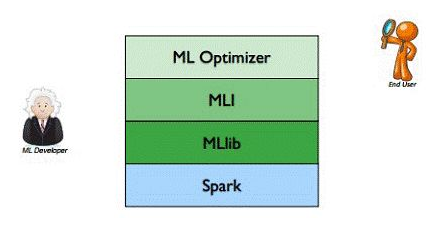 ML Optimizer
MLI
MLlib
Spark
ML Developer
End User